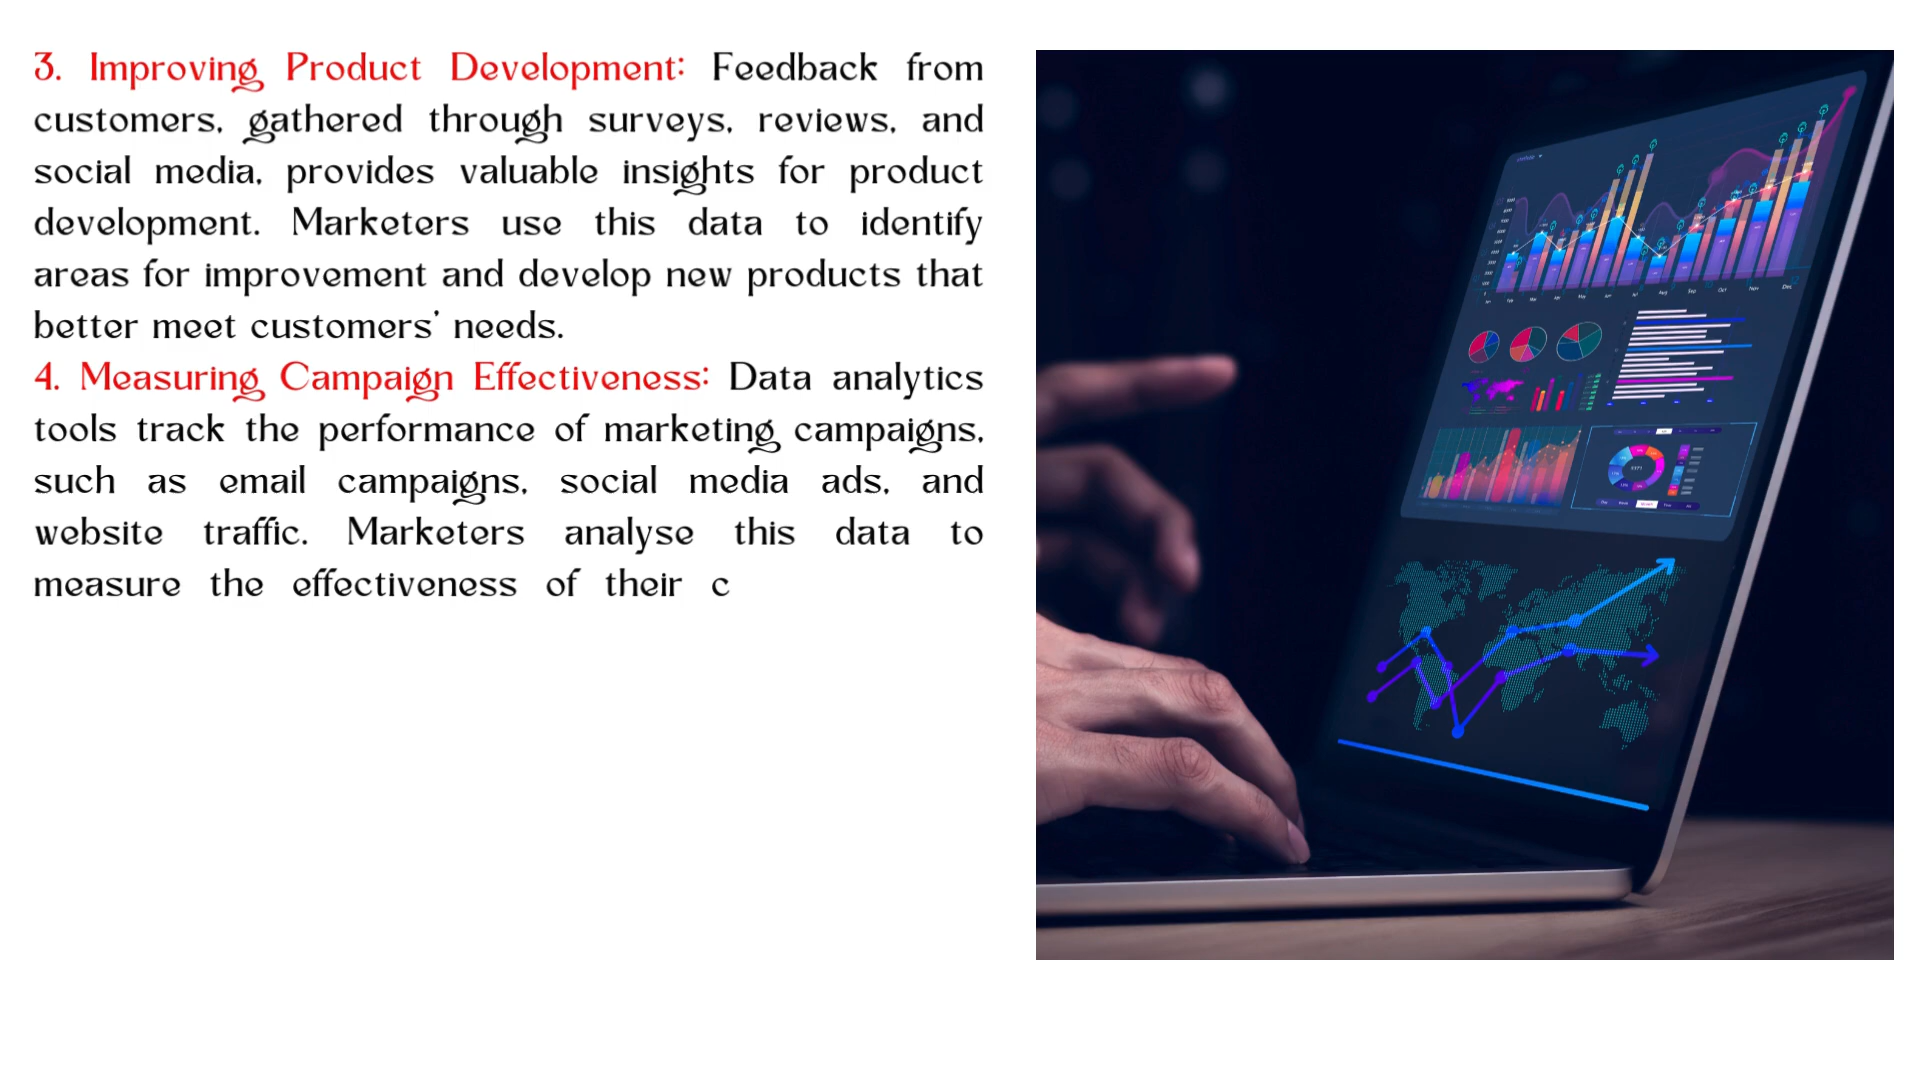 3. Improving Product Development: Feedback from
customers, gathered through surveys, reviews, and
social media, provides valuable insights for product
development. Marketers use this data to identify
areas for improvement and develop new products that
better meet customers' needs.
4. Measuring Campaign Effectiveness: Data analytics
tools track the performance of marketing campaigns,
such as email campaigns, social media ads, and
website traffic. Marketers analyse this data to
measure the effectiveness of their c